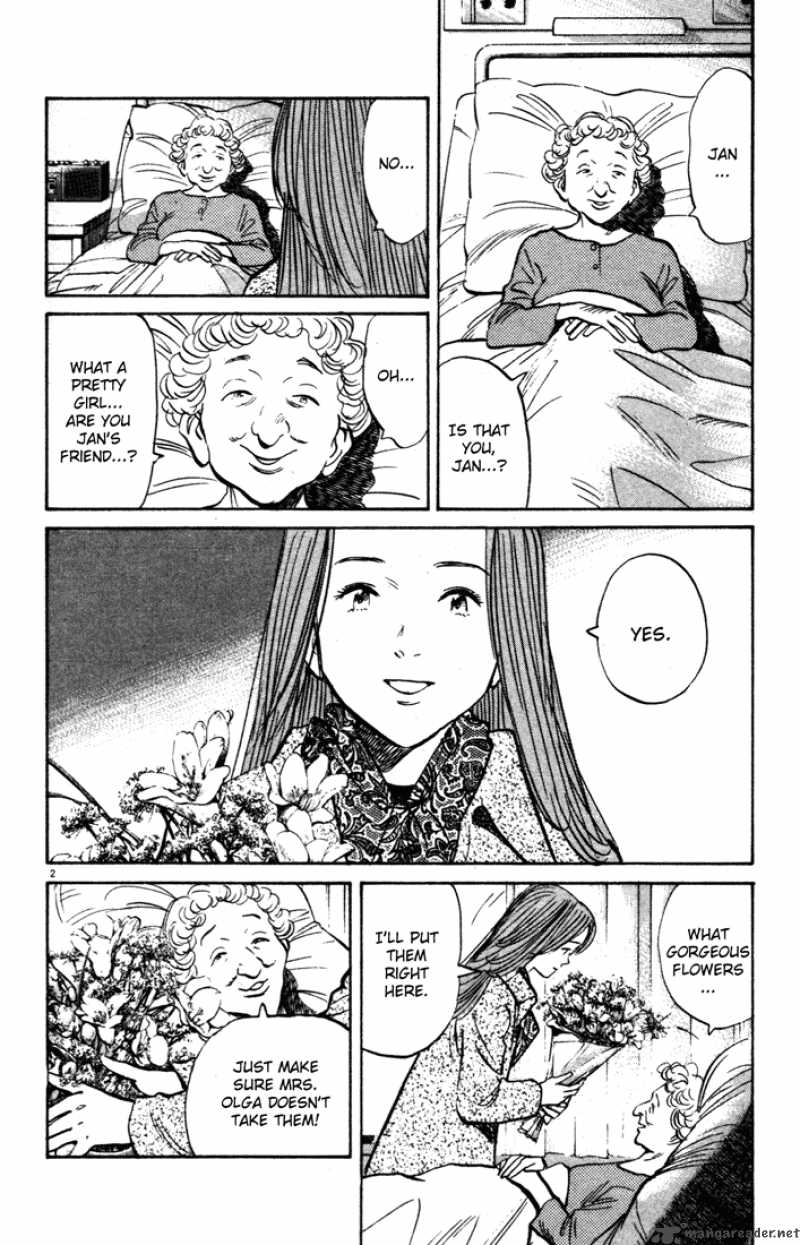 JAN
...
IS THAT
YOU,
JAN...?
NO...
OH...
WHAT A
PRETTY
GIRL...
ARE YOU
JAN'S
FRIEND...?
YES.
2
WHAT
GORGEOUS
FLOWERS
...
I'LL PUT
THEM
RIGHT
HERE.
JUST MAKE
SURE MRS.
OLGA DOESN'T
TAKE THEM!
mangareader.net